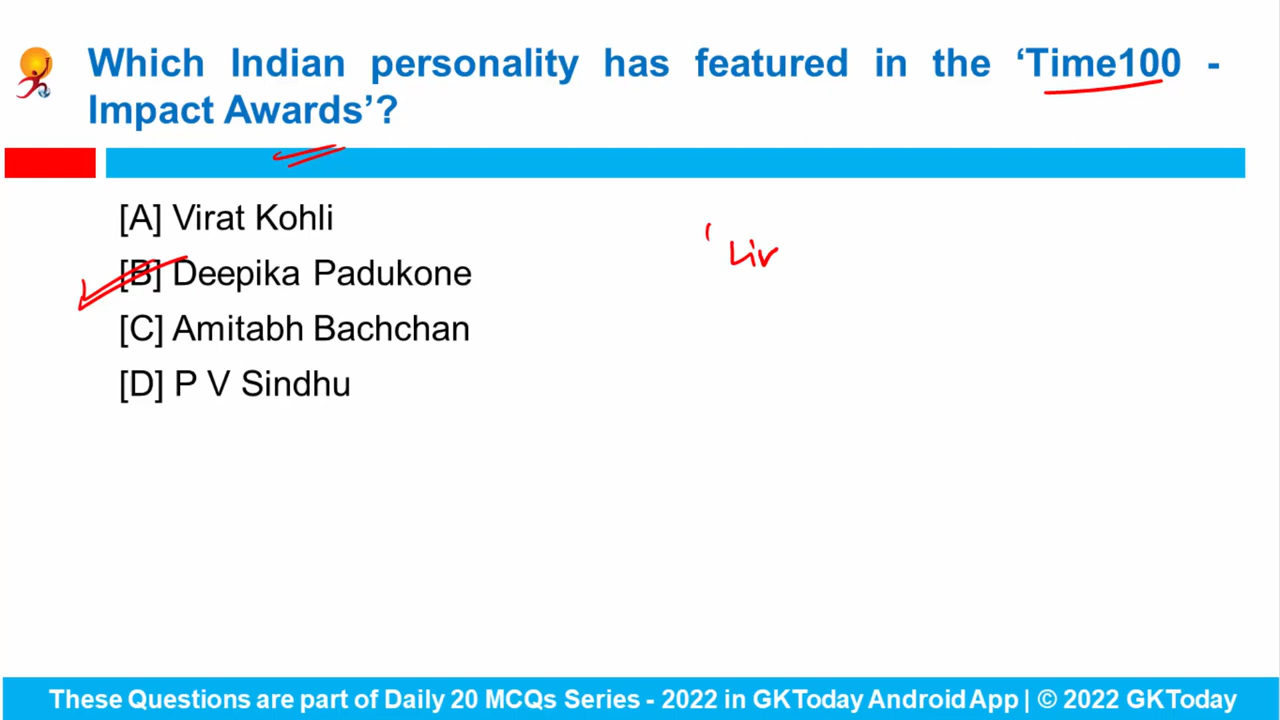 Which Indian personality has featured in the ‘Time100 -
Impact Awards’?
[A] Virat Kohli
[B] Deepika Padukone
[C] Amitabh Bachchan
[D] P V Sindhu
‘ Liv
These Questions are part of Daily 20 MCQs Series - 2022 in GKToday Android App | © 2022 GKToday